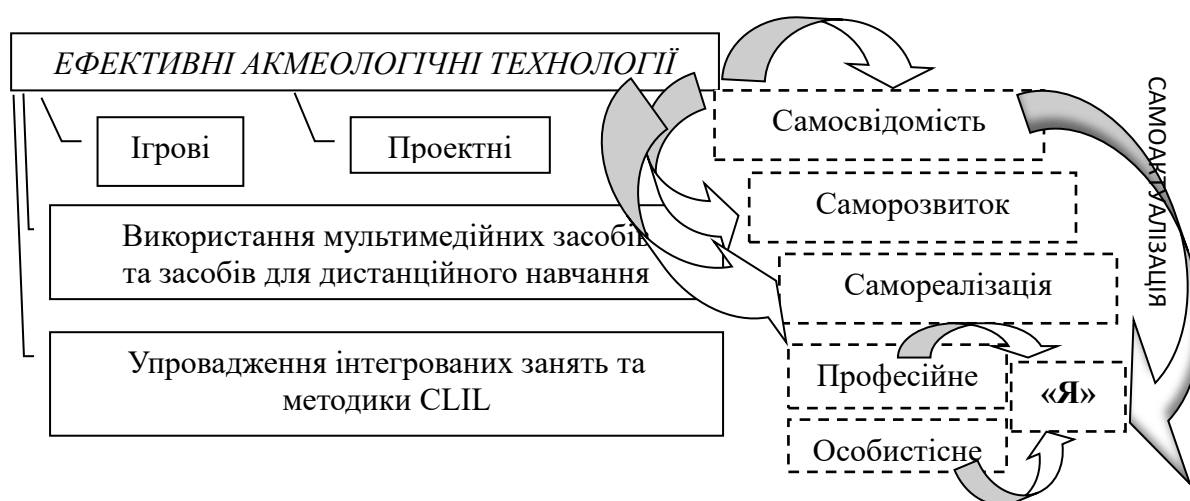 ЕФЕКТИВНІ АКМЕОЛОГІЧНІ ТЕХНОЛОГІЇ
Ігрові
Проектні
Використання мультимедійних засобів
та засобів для дистанційного навчання
Упровадження інтегрованих занять та
методики CLIL
Самосвідомість
Саморозвиток
Самореалізація
Професійне
Особистісне
«Я»
САМОАКТУАЛІЗАЦІЯ